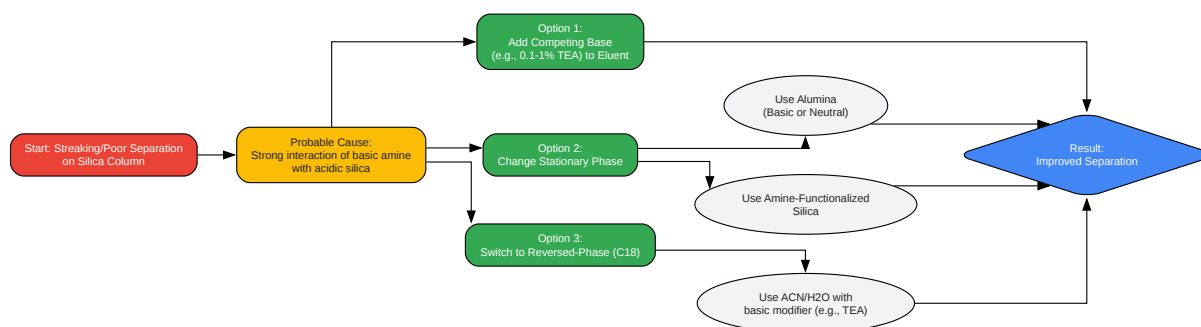 Start: Streaking/Poor Separation
on Silica Column
Probable Cause:
Strong interaction of basic amine
with acidic silica
Option 1:
Add Competing Base
(e.g., 0.1-1% TEA) to Eluent
Option 2:
Change Stationary Phase
Option 3:
Switch to Reversed-Phase (C18)
Use Alumina
(Basic or Neutral)
Use Amine-Functionalized
Silica
Use ACN/H2O with
basic modifier (e.g., TEA)
Result:
Improved Separation